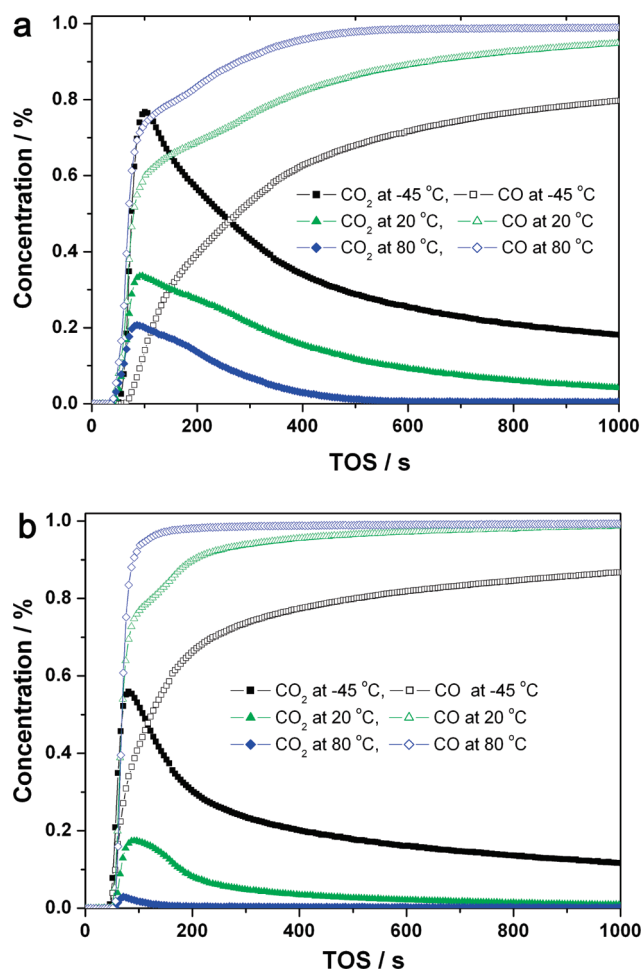 a
1.0
0.8
0.6
0.4
0.2
0.0
Concentration / %
CO₂ at -45 °C, CO at -45 °C
CO₂ at 20 °C, CO at 20 °C
CO₂ at 80 °C, CO at 80 °C
0 200 400 600 800 1000
TOS / s
b
1.0
0.8
0.6
0.4
0.2
0.0
Concentration / %
CO₂ at -45 °C, CO at -45 °C
CO₂ at 20 °C, CO at 20 °C
CO₂ at 80 °C, CO at 80 °C
0 200 400 600 800 1000
TOS / s